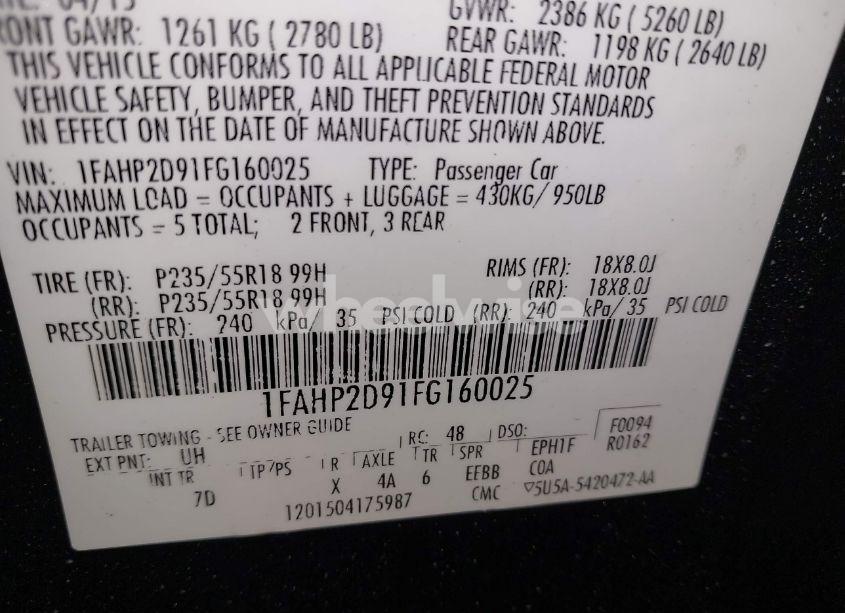 04/15
GVWR: 2386 KG ( 5260 LB)
FRONT GAWR: 1261 KG ( 2780 LB)
REAR GAWR: 1198 KG ( 2640 LB)
THIS VEHICLE CONFORMS TO ALL APPLICABLE FEDERAL MOTOR
VEHICLE SAFETY, BUMPER, AND THEFT PREVENTION STANDARDS
IN EFFECT ON THE DATE OF MANUFACTURE SHOWN ABOVE.
VIN: 1FAHP2D91FG160025 TYPE: Passenger Car
MAXIMUM LOAD = OCCUPANTS + LUGGAGE = 430KG/ 950LB
OCCUPANTS = 5 TOTAL; 2 FRONT, 3 REAR
TIRE (FR): P235/55R18 99H RIMS (FR): 18X8.0J
(RR): P235/55R18 99H (RR): 18X8.0J
PRESSURE (FR): 240 kPa/ 35 PSI COLD (RR): 240 kPa/ 35 PSI COLD
wheelwise
1FAHP2D91FG160025
TRAILER TOWING - SEE OWNER GUIDE
EXT PNT: UH RC: 48 DSO: F0094
R0162
INT TR TP/PS R AXLE TR SPR EPH1F
7D X 4A 6 EFBB COA
1201504175987 CMC ▽5U5A-5420472-AA